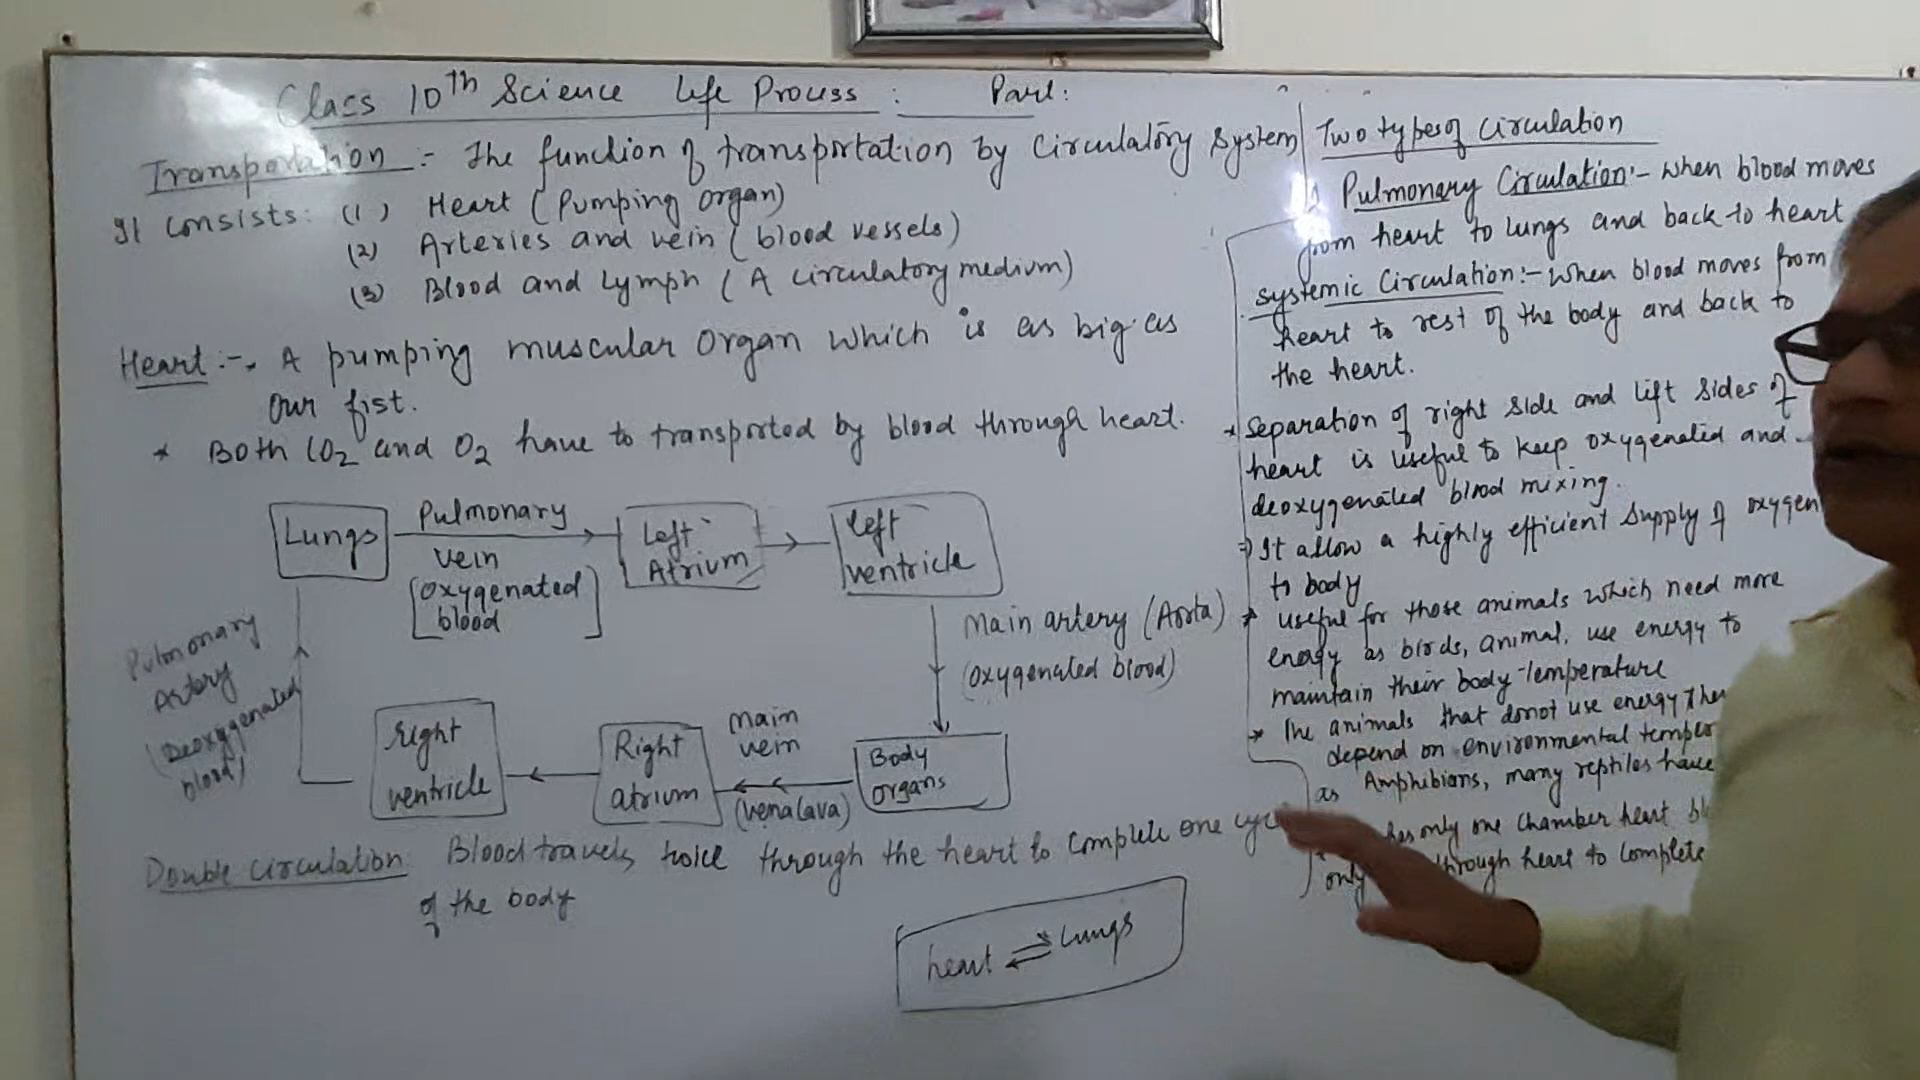 Class 10th Science Life Process : Part:
Transportation :- The function of transportation by Circulatory System
It consists: (1) Heart (Pumping organ)
(2) Arteries and vein (blood vessels)
(3) Blood and Lymph (A circulatory medium)
Heart :- A pumping muscular organ which is as big as
our fist.
* Both CO2 and O2 have to transported by blood through heart.
Lungs
Pulmonary
vein
[oxygenated
blood]
Left
Atrium
left
ventricle
Main artery (Aorta)
(oxygenated blood)
Body
organs
main
vein
(vena cava)
Right
atrium
right
ventricle
Pulmonary
Artery
(Deoxygenated
blood)
Double circulation: Blood travels twice through the heart to complete one
of the body
heart ⇌ Lungs
Two types of circulation
Pulmonary Circulation:- when blood moves
from heart to lungs and back to heart
systemic Circulation:- when blood moves from
heart to rest of the body and back to
the heart.
* Separation of right side and left sides of
heart is useful to keep oxygenated and
deoxygenated blood mixing.
It allow a highly efficient supply of oxygen
to body
* useful for those animals which need more
energy as birds, animal, use energy to
maintain their body temperature
* The animals that donot use energy
depend on environmental
as Amphibians, many reptiles have
only one chamber heart
only through heart to complete